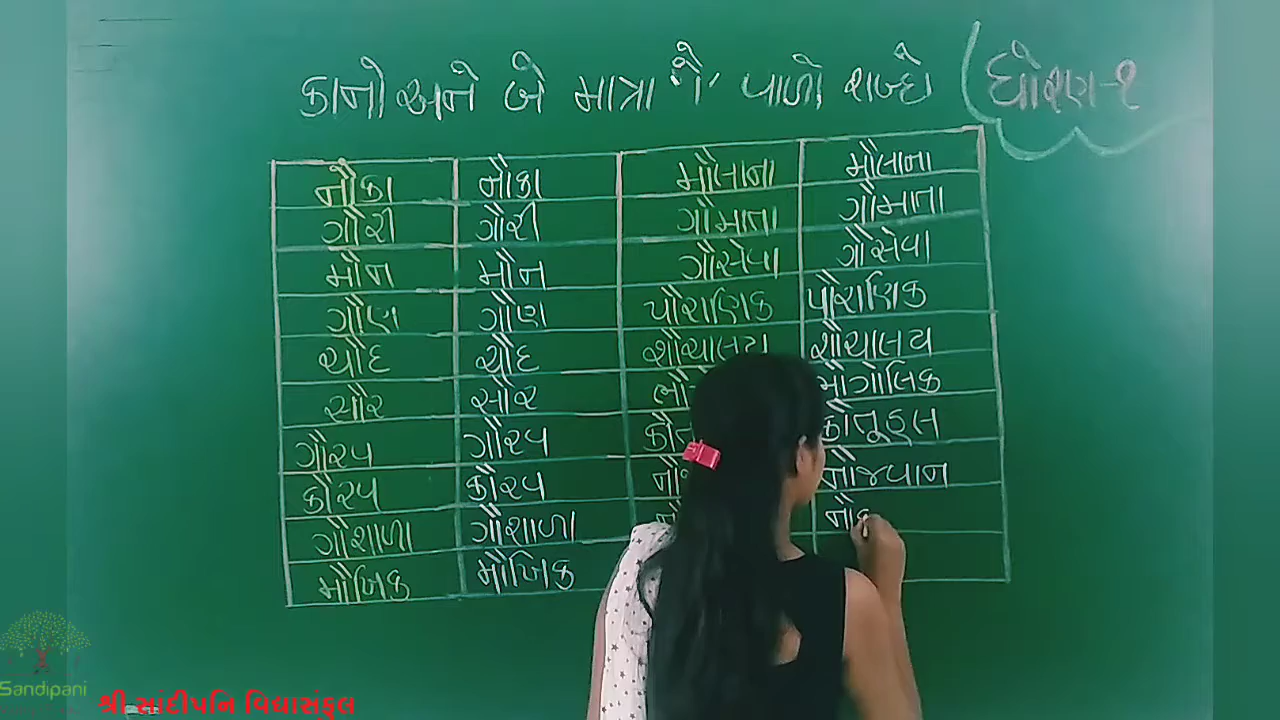 કાનો અને બે માત્રા 'ૌ' વાળો શબ્દો
ધોરણ-૧
નૌકા નૌકા મૌલાના મૌલાના
ગૌરી ગૌરી ગૌમાતા ગૌમાતા
મૌન મૌન ગૌસેવા ગૌસેવા
ગૌણ ગૌણ પૌરાણિક પૌરાણિક
ચૌદ ચૌદ શૌચાલય શૌચાલય
સૌર સૌર ભૌગોલિક
ગૌરવ ગૌરવ કૌતૂહલ
કૌરવ કૌરવ નૌજવાન
ગૌશાળા ગૌશાળા
મૌખિક મૌખિક
Sandipani
શ્રી સાંદીપનિ વિદ્યાસંકુલ